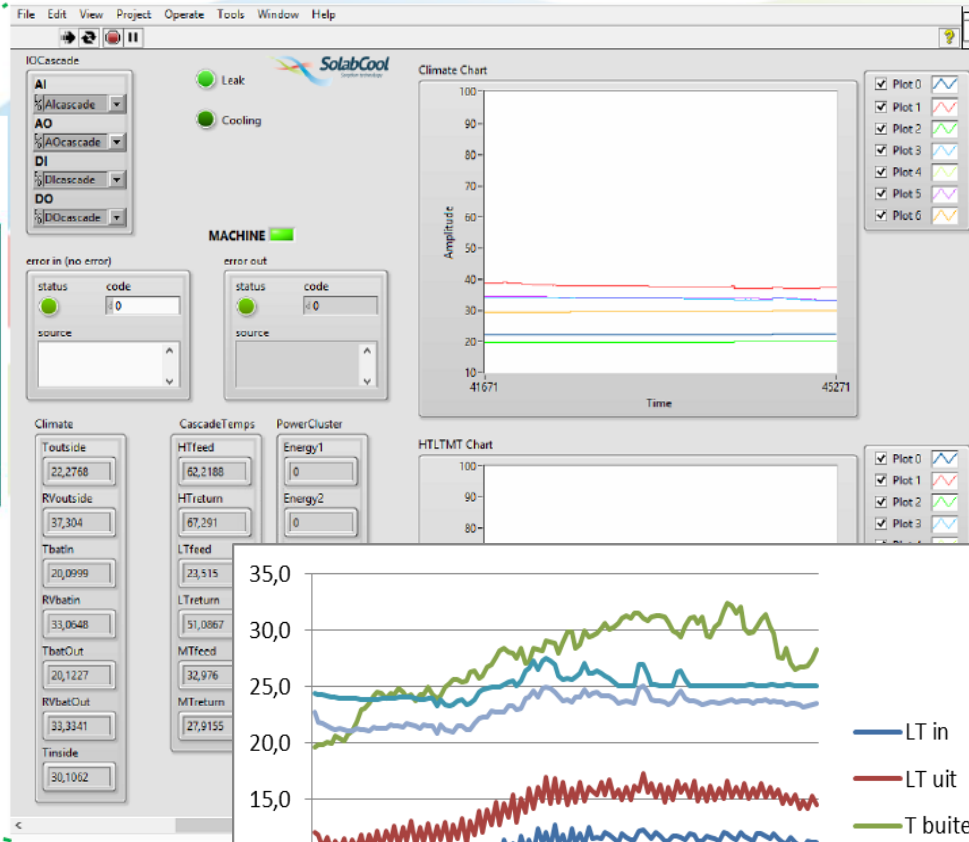 File Edit View Project Operate Tools Window Help
IOCascade
AI
AIcascade
AO
AOcascade
DI
DIcascade
DO
DOcascade
Leak
Cooling
SolabCool
Sorption technology
MACHINE
error in (no error)
status code
0
source
error out
status code
0
source
Climate Chart
100
90
80
70
60
50
40
30
20
10
Amplitude
41671 45271
Time
Plot 0
Plot 1
Plot 2
Plot 3
Plot 4
Plot 5
Plot 6
Climate
Toutside
22,2768
RVoutside
37,304
TbatIn
20,0999
RVbatin
33,0648
TbatOut
20,1227
RVbatOut
33,3341
Tinside
30,1062
CascadeTemps
HTfeed
62,2188
HTreturn
67,291
LTfeed
23,515
LTreturn
51,0867
MTfeed
32,976
MTreturn
27,9155
PowerCluster
Energy1
0
Energy2
0
HTLTMT Chart
100
90
80
Plot 0
Plot 1
Plot 2
Plot 3
35,0
30,0
25,0
20,0
15,0
LT in
LT uit
T buite